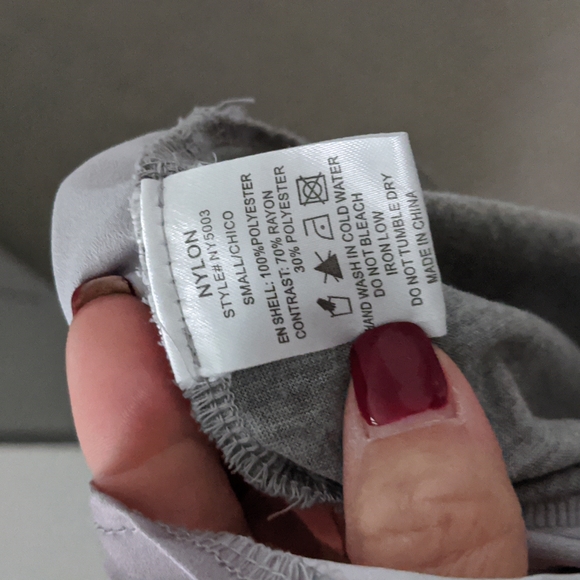 NYLON
STYLE# NY5003
SMALL/CHICO
EN SHELL: 100%POLYESTER
CONTRAST: 70% RAYON
30% POLYESTER
HAND WASH IN COLD WATER
DO NOT BLEACH
IRON LOW
DO NOT TUMBLE DRY
MADE IN CHINA